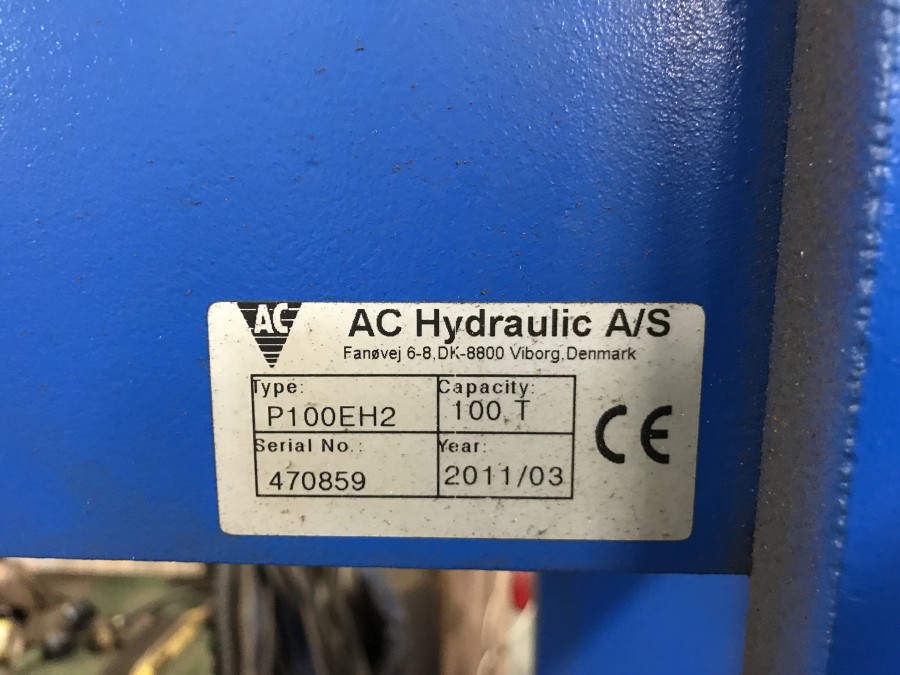 AC
AC Hydraulic A/S
Fanøvej 6-8,DK-8800 Viborg,Denmark
Type: Capacity:
P100EH2 100 T
Serial No.: Year:
470859 2011/03
CE